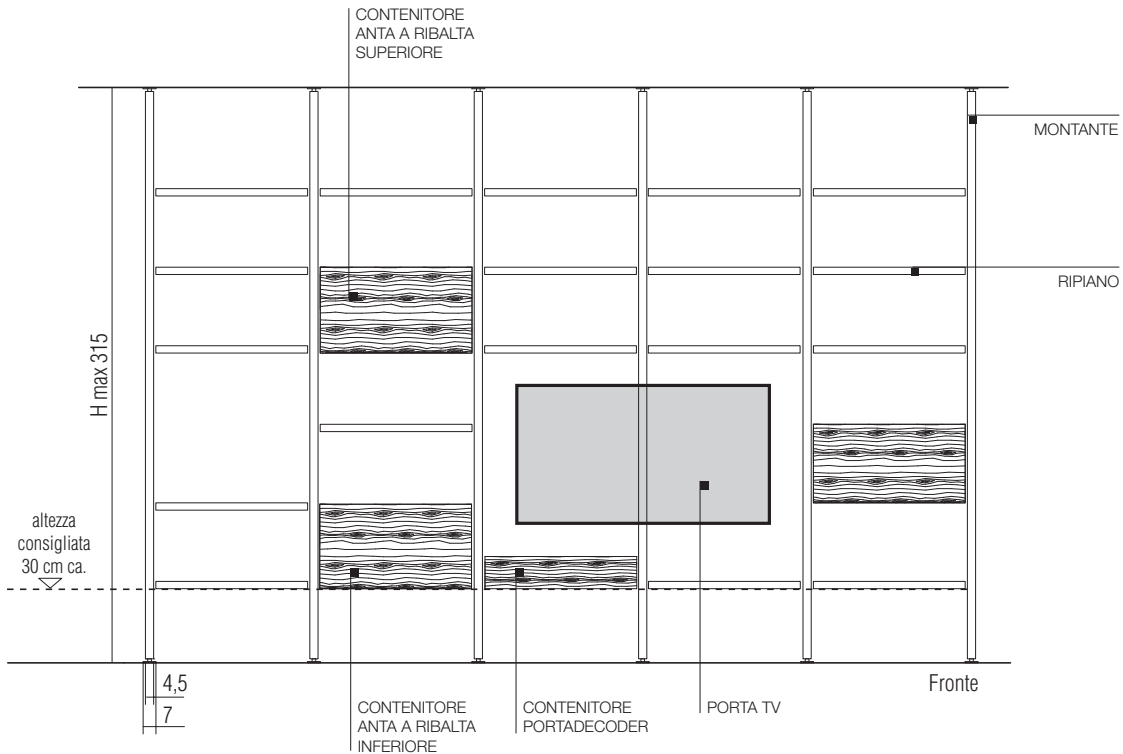 CONTENITORE
ANTA A RIBALTA
SUPERIORE
MONTANTE
RIPIANO
H max 315
altezza
consigliata
30 cm ca.
4,5
7
Fronte
CONTENITORE
ANTA A RIBALTA
INFERIORE
CONTENITORE
PORTADECODER
PORTA TV